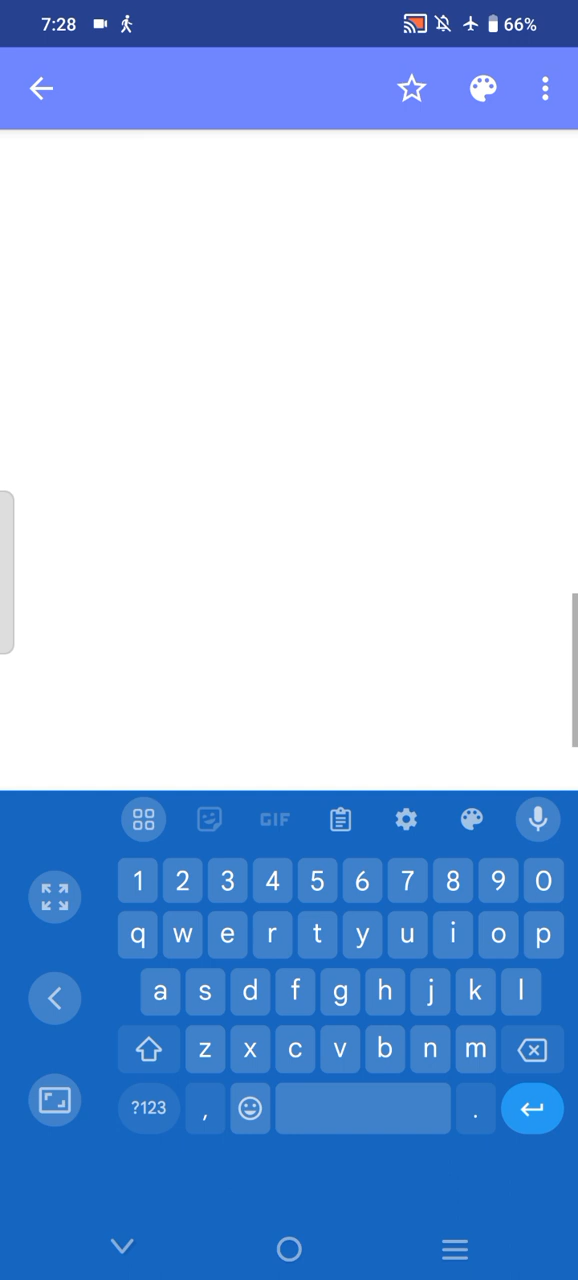 7:28 66%
GIF
1 2 3 4 5 6 7 8 9 0
q w e r t y u i o p
a s d f g h j k l
z x c v b n m
?123 , .